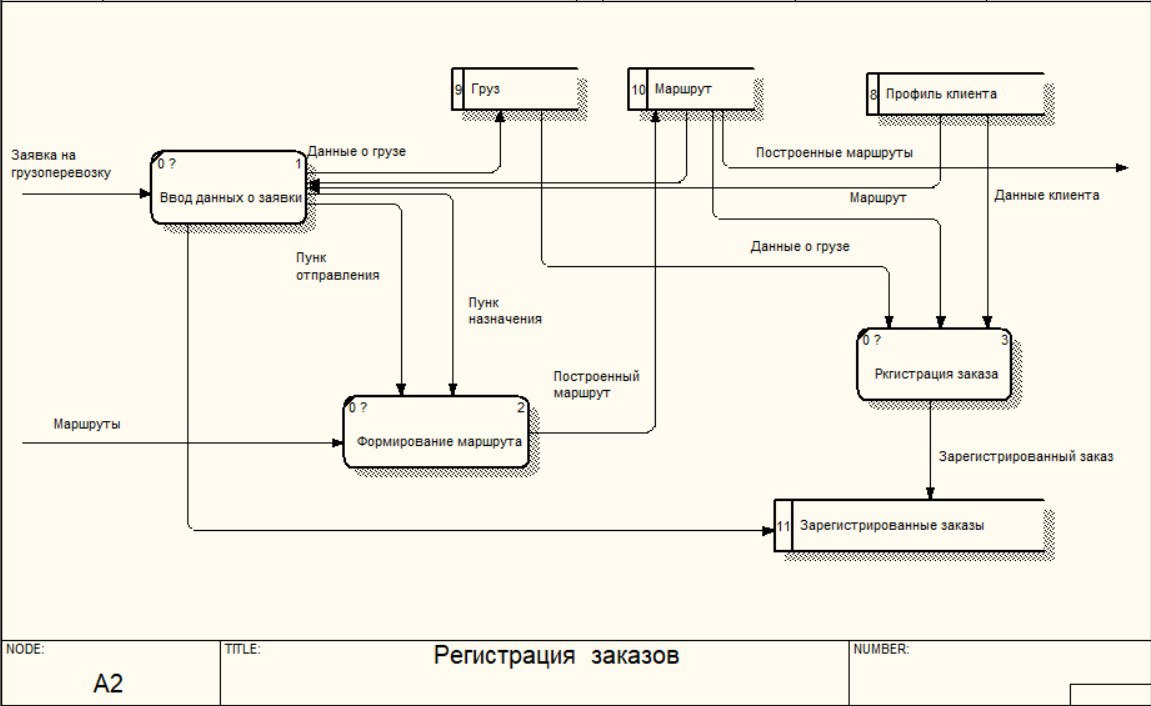 9 Груз
10 Маршрут
8 Профиль клиента
Заявка на
грузоперевозку
0 ?
1
Ввод данных о заявки
Данные о грузе
Построенные маршруты
Маршрут
Данные клиента
Данные о грузе
Пунк
отправления
Пунк
назначения
0 ?
3
Ркгистрация заказа
Построенный
маршрут
Маршруты
0 ?
2
Формирование маршрута
Зарегистрированный заказ
11 Зарегистрированные заказы
NODE:
A2
TITLE:
Регистрация заказов
NUMBER: